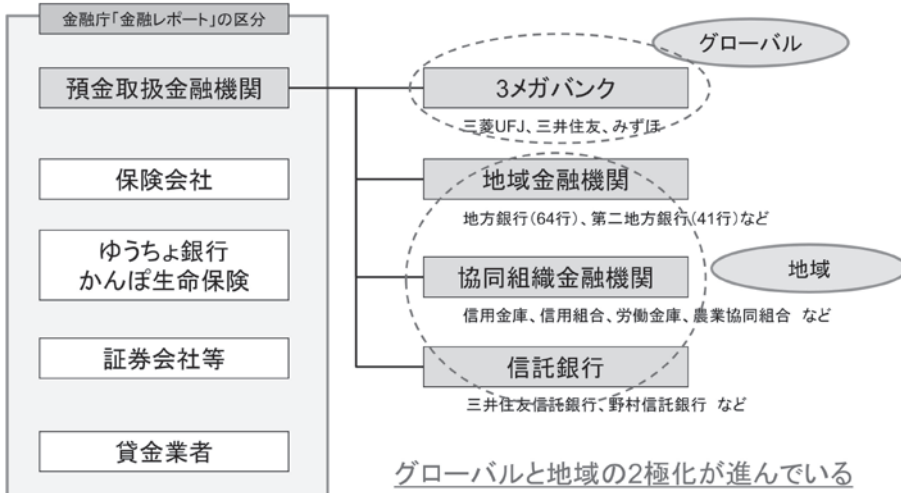 金融庁「金融レポート」の区分
預金取扱金融機関
保険会社
ゆうちょ銀行
かんぽ生命保険
証券会社等
貸金業者
グローバル
3メガバンク
三菱UFJ、三井住友、みずほ
地域金融機関
地方銀行(64行)、第二地方銀行(41行)など
協同組織金融機関
地域
信用金庫、信用組合、労働金庫、農業協同組合 など
信託銀行
三井住友信託銀行、野村信託銀行 など
グローバルと地域の2極化が進んでいる